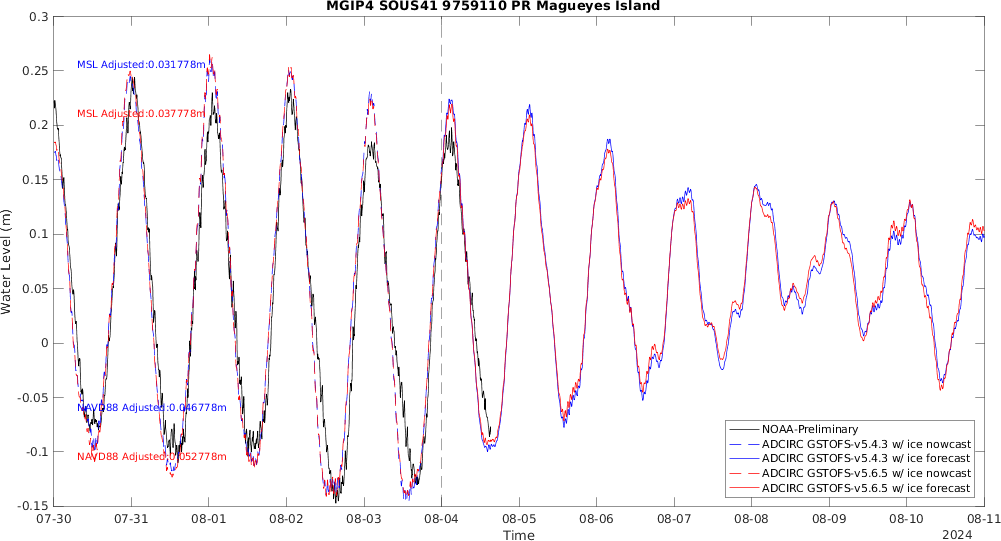 MGIP4 SOUS41 9759110 PR Magueyes Island
0.3
0.25
0.2
0.15
0.1
0.05
0
-0.05
-0.1
-0.15
Water Level (m)
MSL Adjusted:0.031778m
MSL Adjusted:0.037778m
NAVD88 Adjusted:0.046778m
NAVD88 Adjusted:0.052778m
NOAA-Preliminary
ADCIRC GSTOFS-v5.4.3 w/ ice nowcast
ADCIRC GSTOFS-v5.4.3 w/ ice forecast
ADCIRC GSTOFS-v5.6.5 w/ ice nowcast
ADCIRC GSTOFS-v5.6.5 w/ ice forecast
07-30 07-31 08-01 08-02 08-03 08-04 08-05 08-06 08-07 08-08 08-09 08-10 08-11
Time
2024